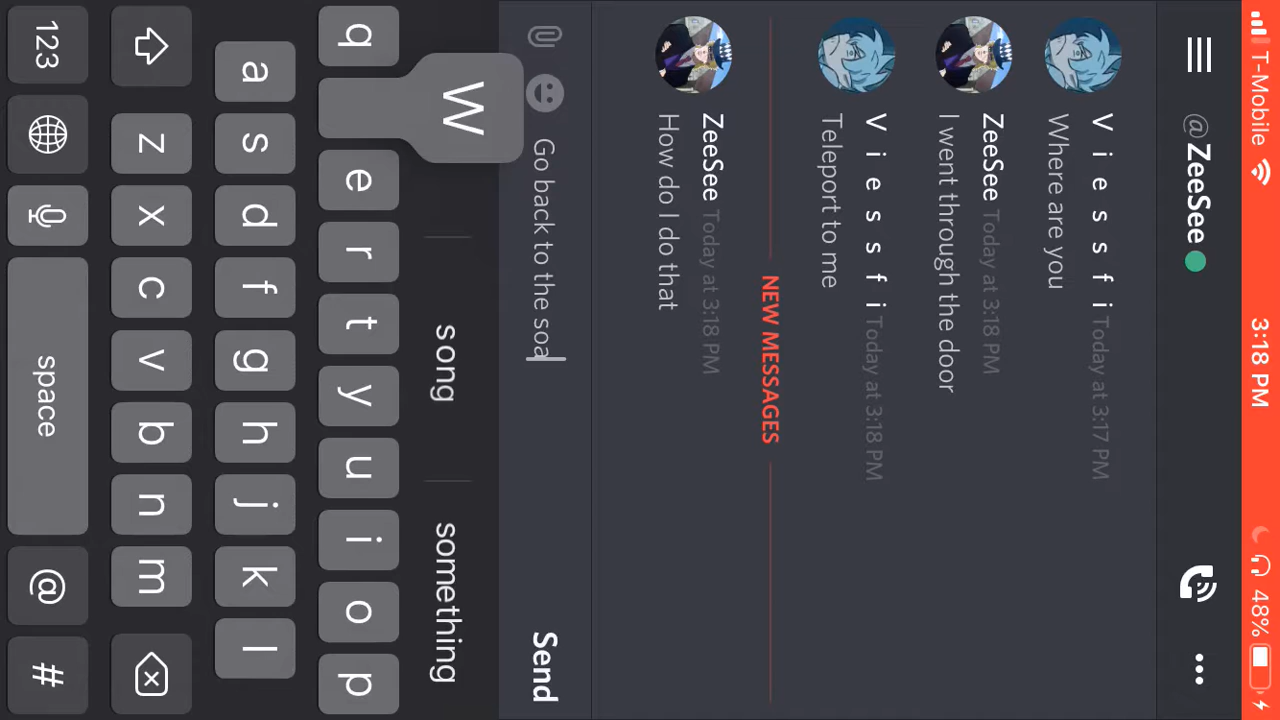 T-Mobile 3:18 PM 48%
@ZeeSee
V i e s s f i Today at 3:17 PM
Where are you
ZeeSee Today at 3:18 PM
I went through the door
V i e s s f i Today at 3:18 PM
Teleport to me
NEW MESSAGES
ZeeSee Today at 3:18 PM
How do I do that
Go back to the soa Send
song something
W
q e r t y u i o p
a s d f g h j k l
z x c v b n m
123 space @ #